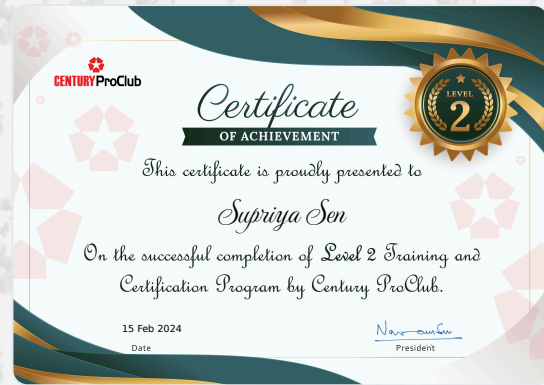 CENTURY ProClub
Certificate
OF ACHIEVEMENT
LEVEL
2
This certificate is proudly presented to
Supriya Sen
On the successful completion of Level 2 Training and
Certification Program by Century ProClub.
15 Feb 2024
Date
President